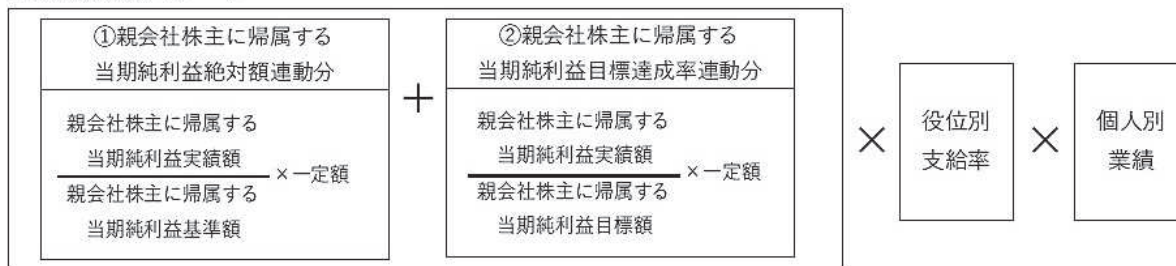 ①親会社株主に帰属する
当期純利益絶対額連動分
親会社株主に帰属する
当期純利益実績額
親会社株主に帰属する
当期純利益基準額
×一定額
+
②親会社株主に帰属する
当期純利益目標達成率連動分
親会社株主に帰属する
当期純利益実績額
親会社株主に帰属する
当期純利益目標額
×一定額
×
役位別
支給率
×
個人別
業績